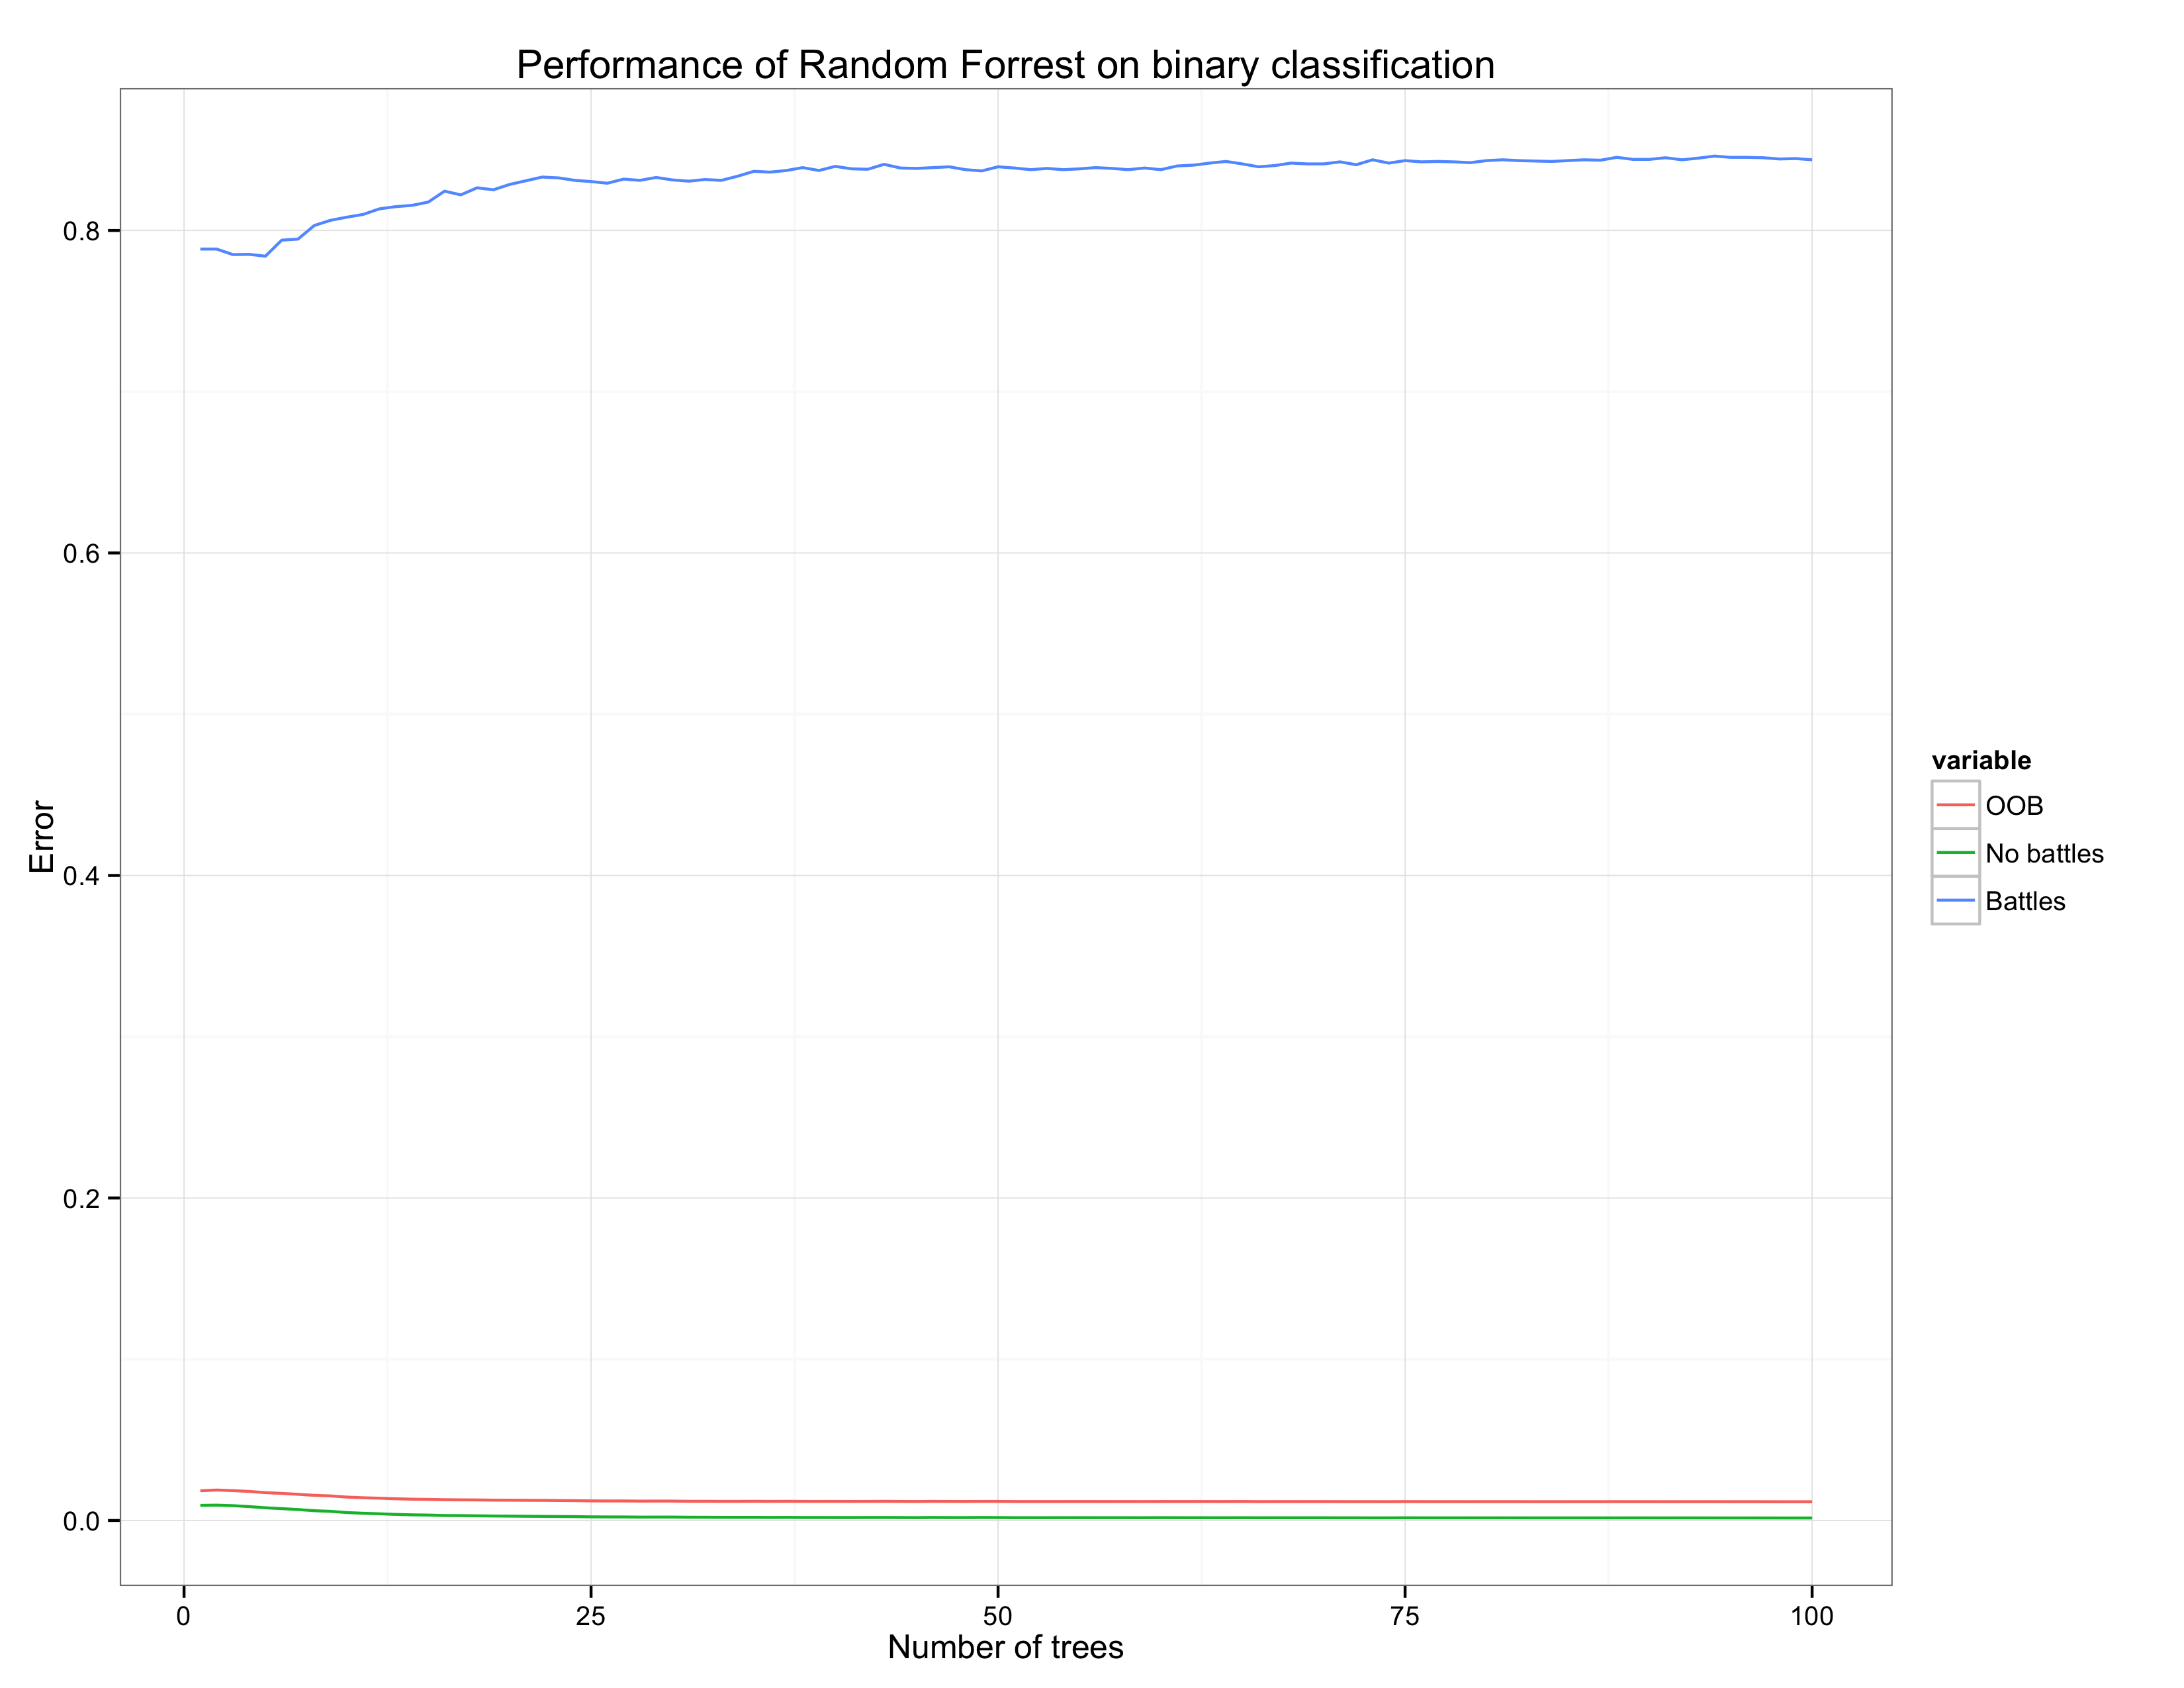 Performance of Random Forrest on binary classification
Error
0.8
0.6
0.4
0.2
0.0
0 25 50 75 100
Number of trees
variable
OOB
No battles
Battles